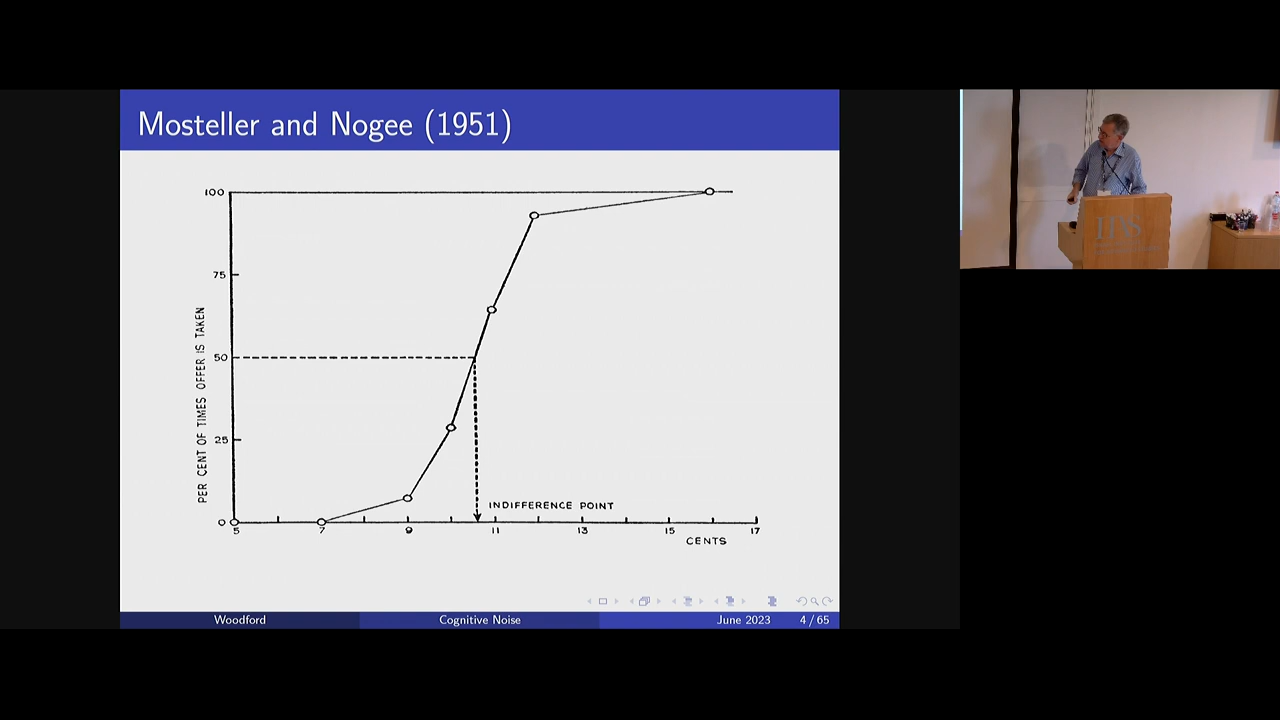 Mosteller and Nogee (1951)
100
75
50
25
0
PER CENT OF TIMES OFFER IS TAKEN
INDIFFERENCE POINT
5 7 9 11 13 15 17
CENTS
Woodford Cognitive Noise June 2023 4 / 65